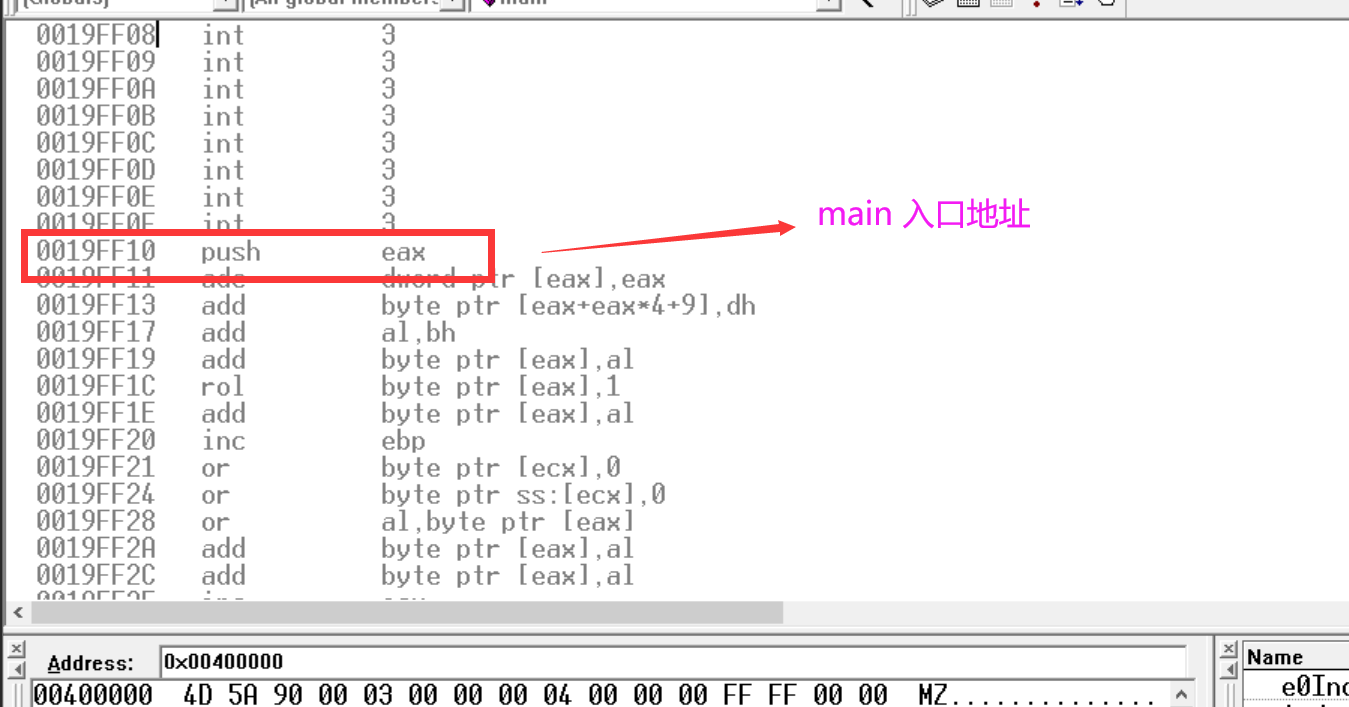 [All global members
main
0019FF08 int 3
0019FF09 int 3
0019FF0A int 3
0019FF0B int 3
0019FF0C int 3
0019FF0D int 3
0019FF0E int 3
0019FF0F int 3
0019FF10 push eax
main 入口地址
0019FF11 adc dword ptr [eax],eax
0019FF13 add byte ptr [eax+eax*4+9],dh
0019FF17 add al,bh
0019FF19 add byte ptr [eax],al
0019FF1C rol byte ptr [eax],1
0019FF1E add byte ptr [eax],al
0019FF20 inc ebp
0019FF21 or byte ptr [ecx],0
0019FF24 or byte ptr ss:[ecx],0
0019FF28 or al,byte ptr [eax]
0019FF2A add byte ptr [eax],al
0019FF2C add byte ptr [eax],al
Address: 0x00400000
Name
00400000 4D 5A 90 00 03 00 00 00 04 00 00 00 FF FF 00 00 MZ..............